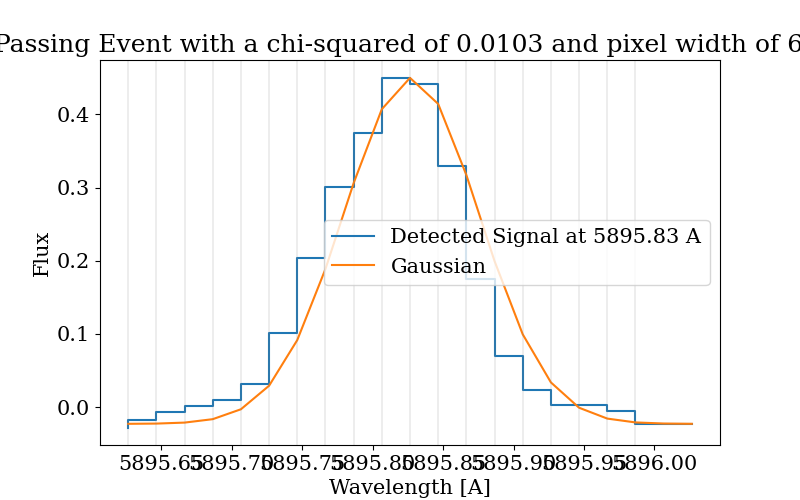 Passing Event with a chi-squared of 0.0103 and pixel width of 6
Flux
0.4
0.3
0.2
0.1
0.0
Detected Signal at 5895.83 A
Gaussian
5895.65 5895.70 5895.75 5895.80 5895.85 5895.90 5895.95 5896.00
Wavelength [A]